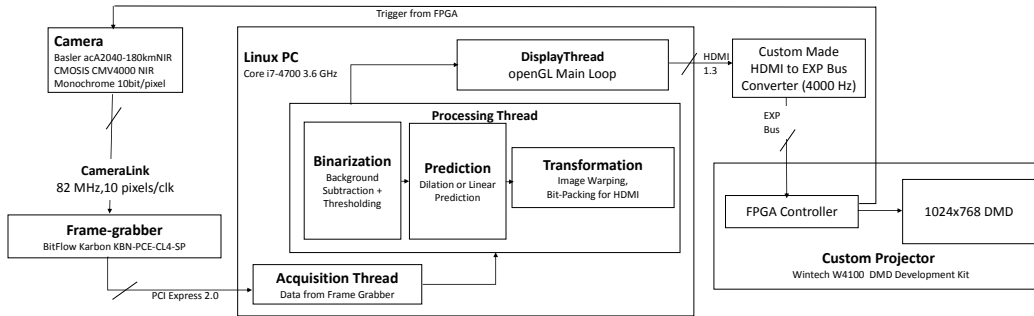 Trigger from FPGA
Camera
Basler acA2040-180kmNIR
CMOSIS CMV4000 NIR
Monochrome 10bit/pixel
CameraLink
82 MHz,10 pixels/clk
Frame-grabber
BitFlow Karbon KBN-PCE-CL4-SP
PCI Express 2.0
Linux PC
Core i7-4700 3.6 GHz
DisplayThread
openGL Main Loop
Processing Thread
Binarization
Background
Subtraction +
Thresholding
Prediction
Dilation or Linear
Prediction
Transformation
Image Warping,
Bit-Packing for HDMI
Acquisition Thread
Data from Frame Grabber
HDMI
1.3
Custom Made
HDMI to EXP Bus
Converter (4000 Hz)
EXP
Bus
FPGA Controller
1024x768 DMD
Custom Projector
Wintech W4100 DMD Development Kit